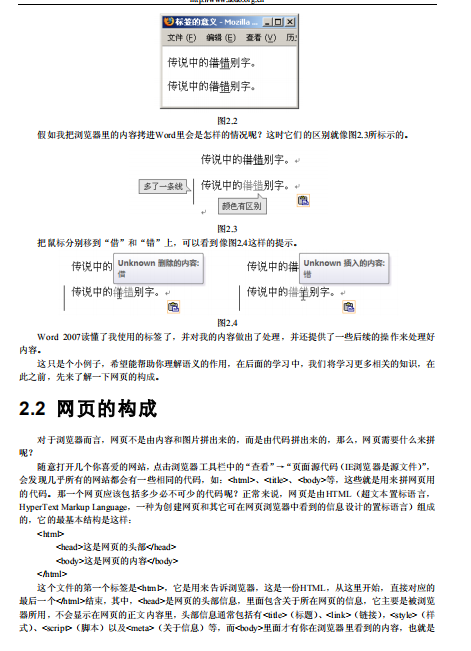 标签的意义 - Mozilla ...
文件 (F) 编辑 (E) 查看 (V) 历
传说中的借错别字。
传说中的借错别字。
图2.2
假如我把浏览器里的内容拷进Word里会是怎样的情况呢？这时它们的区别就像图2.3所标示的。
传说中的借错别字。
多了一条线
传说中的借错别字。
颜色有区别
图2.3
把鼠标分别移到“借”和“错”上，可以看到像图2.4这样的提示。
传说中的
Unknown 删除的内容:
借
传说中的借错别字。
传说中的借
Unknown 插入的内容:
错
传说中的借错别字。
图2.4
Word 2007读懂了我使用的标签了，并对我的内容做出了处理，并还提供了一些后续的操作来处理好
内容。
这只是个小例子，希望能帮助你理解语义的作用，在后面的学习中，我们将学习更多相关的知识，在
此之前，先来了解一下网页的构成。
2.2 网页的构成
对于浏览器而言，网页不是由内容和图片拼出来的，而是由代码拼出来的，那么，网页需要什么来拼
呢？
随意打开几个你喜爱的网站，点击浏览器工具栏中的“查看”→“页面源代码（IE浏览器是源文件）”，
会发现几乎所有的网站都会有一些相同的代码，如：<html>、<title>、<body>等，这些就是用来拼网页用
的代码。那一个网页应该包括多少必不可少的代码呢？正常来说，网页是由HTML（超文本置标语言，
HyperText Markup Language，一种为创建网页和其它可在网页浏览器中看到的信息设计的置标语言）组成
的，它的最基本结构是这样：
<html>
<head>这是网页的头部</head>
<body>这是网页的内容</body>
</html>
这个文件的第一个标签是<html>，它是用来告诉浏览器，这是一份HTML，从这里开始，直接对应的
最后一个</html>结束，其中，<head>是网页的头部信息，里面包含关于所在网页的信息，它主要是被浏览
器所用，不会显示在网页的正文内容里，头部信息通常包括有<title>（标题）、<link>（链接），<style>（样
式）、<script>（脚本）以及<meta>（关于信息）等，而<body>里面才有你在浏览器里看到的内容，也就是